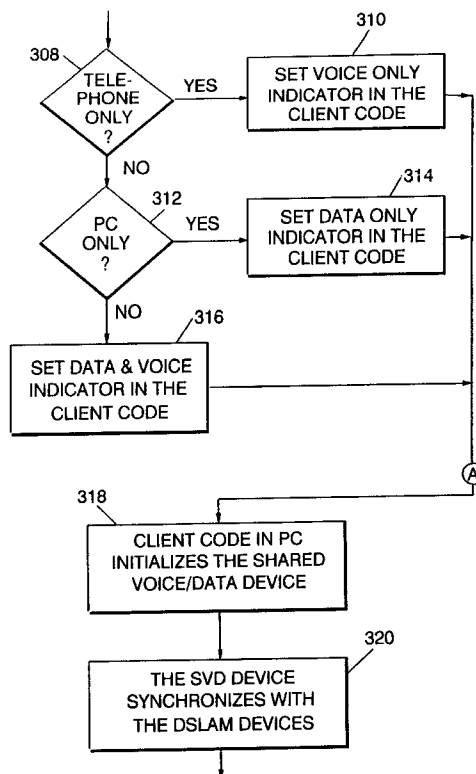 308
TELE-
PHONE
ONLY
?
YES
310
SET VOICE ONLY
INDICATOR IN THE
CLIENT CODE
NO
312
PC
ONLY
?
YES
314
SET DATA ONLY
INDICATOR IN THE
CLIENT CODE
NO
316
SET DATA & VOICE
INDICATOR IN THE
CLIENT CODE
A
318
CLIENT CODE IN PC
INITIALIZES THE SHARED
VOICE/DATA DEVICE
320
THE SVD DEVICE
SYNCHRONIZES WITH
THE DSLAM DEVICES